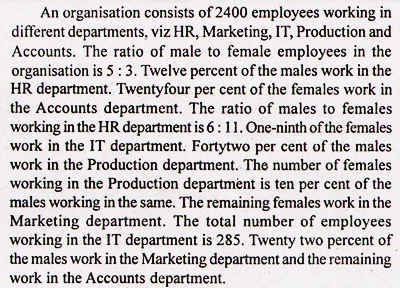 An organisation consists of 2400 employees working in
different departments, viz HR, Marketing, IT, Production and
Accounts. The ratio of male to female employees in the
organisation is 5 : 3. Twelve percent of the males work in the
HR department. Twentyfour per cent of the females work in
the Accounts department. The ratio of males to females
working in the HR department is 6 : 11. One-ninth of the females
work in the IT department. Fortytwo per cent of the males
work in the Production department. The number of females
working in the Production department is ten per cent of the
males working in the same. The remaining females work in the
Marketing department. The total number of employees
working in the IT department is 285. Twenty two percent of
the males work in the Marketing department and the remaining
work in the Accounts department.